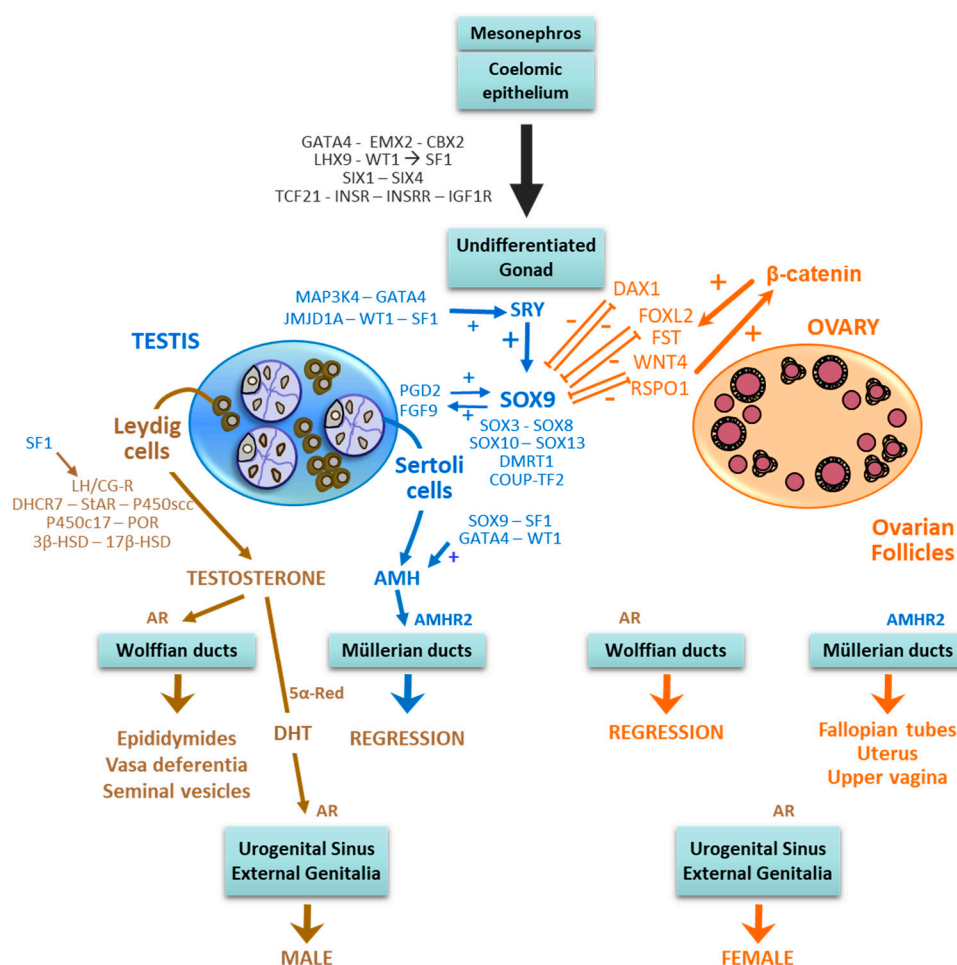 Mesonephros
Coelomic
epithelium
GATA4 - EMX2 - CBX2
LHX9 - WT1 → SF1
SIX1 – SIX4
TCF21 - INSR – INSRR – IGF1R
Undifferentiated
Gonad
MAP3K4 – GATA4
JMJD1A – WT1 – SF1
+
SRY
+
DAX1
-
-
FOXL2
FST
-
WNT4
RSPO1
-
+
β-catenin
+
TESTIS
OVARY
PGD2
+
FGF9
+
SOX9
SOX3 - SOX8
SOX10 – SOX13
DMRT1
COUP-TF2
Leydig
cells
Sertoli
cells
SF1
LH/CG-R
DHCR7 – StAR – P450scc
P450c17 – POR
3β-HSD – 17β-HSD
SOX9 – SF1
GATA4 – WT1
+
Ovarian
Follicles
TESTOSTERONE
AMH
AR
AMHR2
AR
AMHR2
Wolffian ducts
Müllerian ducts
Wolffian ducts
Müllerian ducts
5α-Red
Epididymides
Vasa deferentia
Seminal vesicles
DHT
REGRESSION
REGRESSION
Fallopian tubes
Uterus
Upper vagina
AR
AR
Urogenital Sinus
External Genitalia
Urogenital Sinus
External Genitalia
MALE
FEMALE